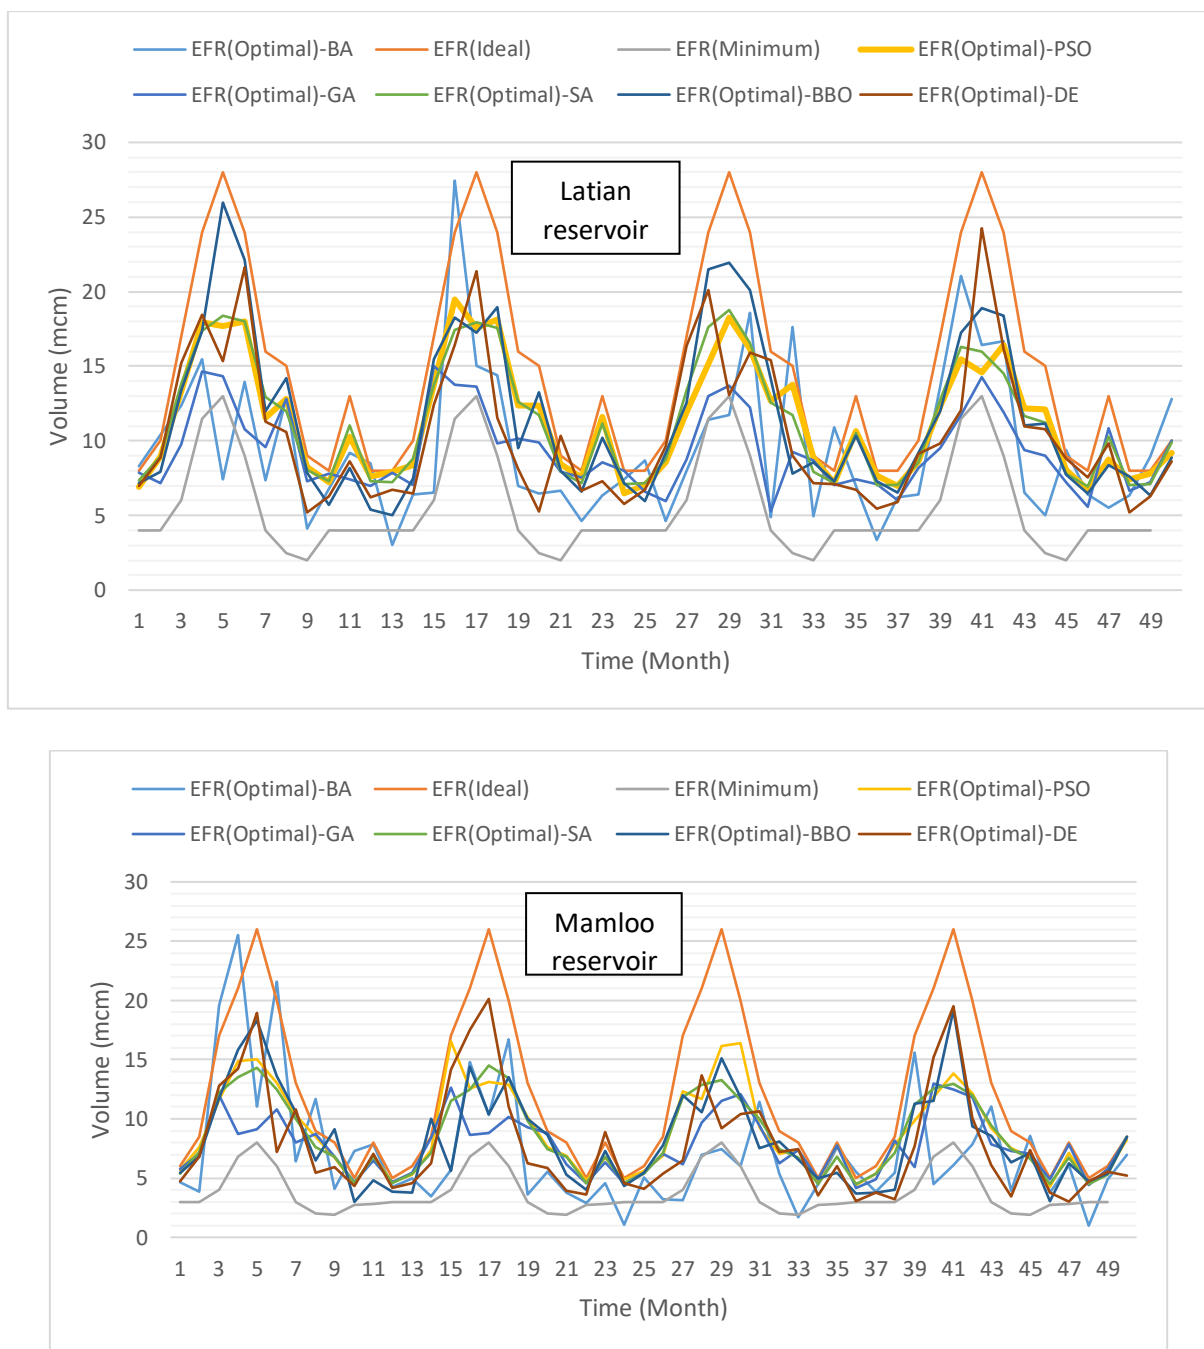 EFR(Optimal)-BA EFR(Ideal) EFR(Minimum) EFR(Optimal)-PSO
EFR(Optimal)-GA EFR(Optimal)-SA EFR(Optimal)-BBO EFR(Optimal)-DE
30
25
20
15
10
5
0
Volume (mcm)
Latian
reservoir
1 3 5 7 9 11 13 15 17 19 21 23 25 27 29 31 33 35 37 39 41 43 45 47 49
Time (Month)
EFR(Optimal)-BA EFR(Ideal) EFR(Minimum) EFR(Optimal)-PSO
EFR(Optimal)-GA EFR(Optimal)-SA EFR(Optimal)-BBO EFR(Optimal)-DE
30
25
20
15
10
5
0
Volume (mcm)
Mamloo
reservoir
1 3 5 7 9 11 13 15 17 19 21 23 25 27 29 31 33 35 37 39 41 43 45 47 49
Time (Month)